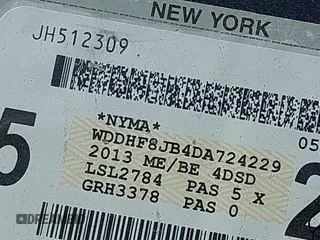 NEW YORK
JH512309
*NYMA*
WDDHF8JB4DA724229
2013 ME/BE 4DSD
LSL2784 PAS 5 X
GRH3378 PAS 0
05
5
2